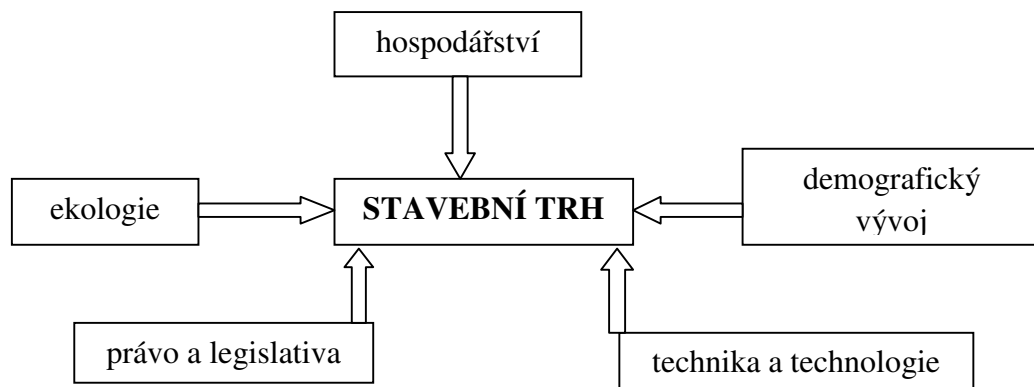 hospodářství
ekologie
STAVEBNÍ TRH
demografický
vývoj
právo a legislativa
technika a technologie